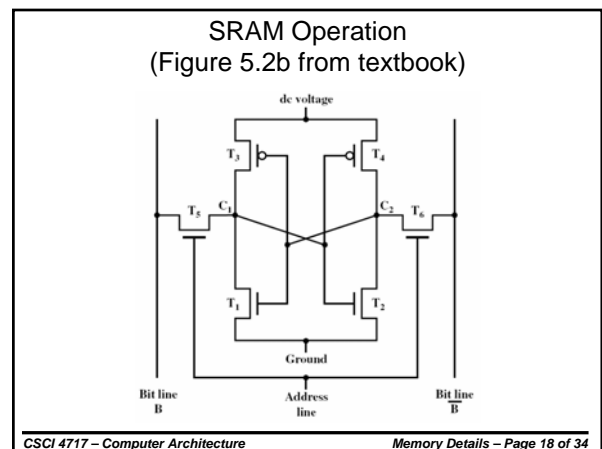 SRAM Operation
(Figure 5.2b from textbook)
dc voltage
T3 T4
T5 C1 C2 T6
T1 T2
Ground
Bit line Address Bit line
B line B̅
CSCI 4717 – Computer Architecture Memory Details – Page 18 of 34